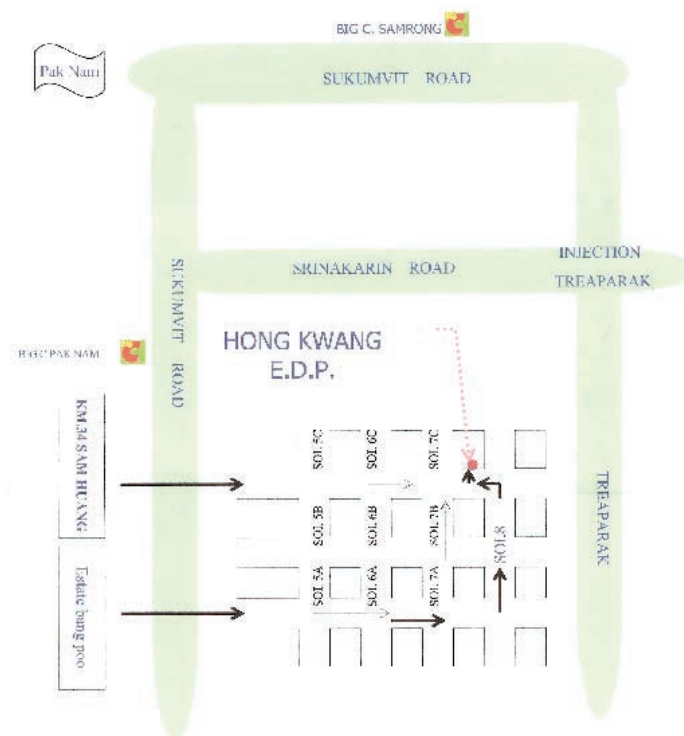 BIG C. SAMRONG
Pak Nam
SUKUMVIT ROAD
SUKUMVIT ROAD
SRINAKARIN ROAD
INJECTION
TREAPARAK
BIG C PAK NAM
HONG KWANG
E.D.P.
KM.34 SAM HUANG
SOI. 5C
SOI. 6C
SOI. 7C
SOI. 5B
SOI. 6B
SOI. 7B
SOI.8
TREAPARAK
Estate bang poo
SOI. 5A
SOI. 6A
SOI. 7A